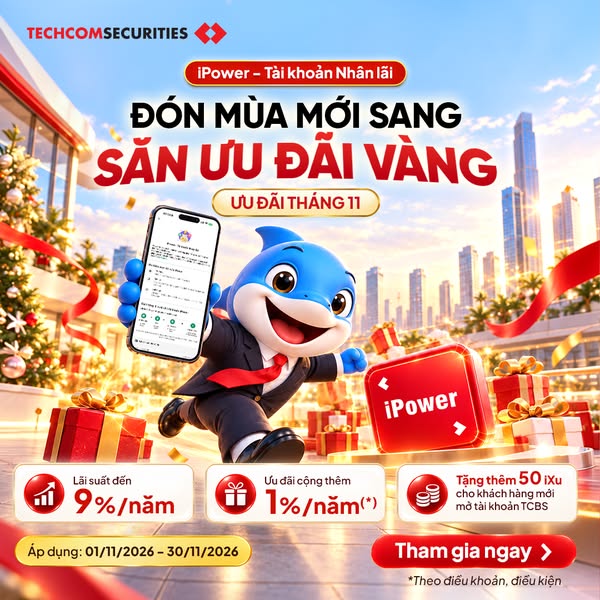 TECHCOMSECURITIES
iPower – Tài khoản Nhân lãi
ĐÓN MÙA MỚI SANG
SĂN ƯU ĐÃI VÀNG
ƯU ĐÃI THÁNG 11
iPower
Lãi suất đến
9%/năm
Ưu đãi cộng thêm
1%/năm(*)
Tặng thêm 50 iXu
cho khách hàng mới
mở tài khoản TCBS
Áp dụng: 01/11/2026 – 30/11/2026
Tham gia ngay
*Theo điều khoản, điều kiện